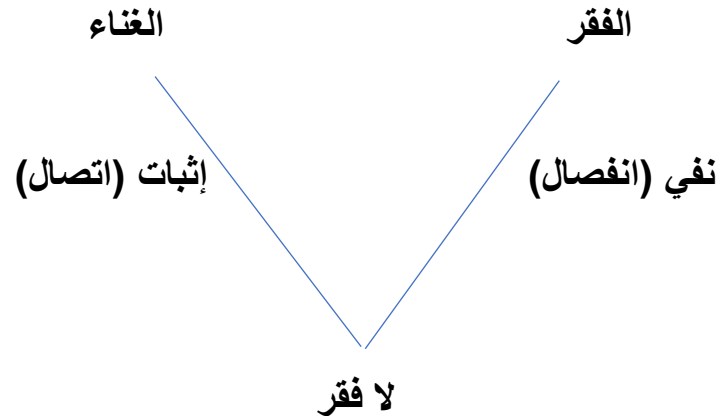 الفقر
الغناء
نفي (انفصال)
إثبات (اتصال)
لا فقر